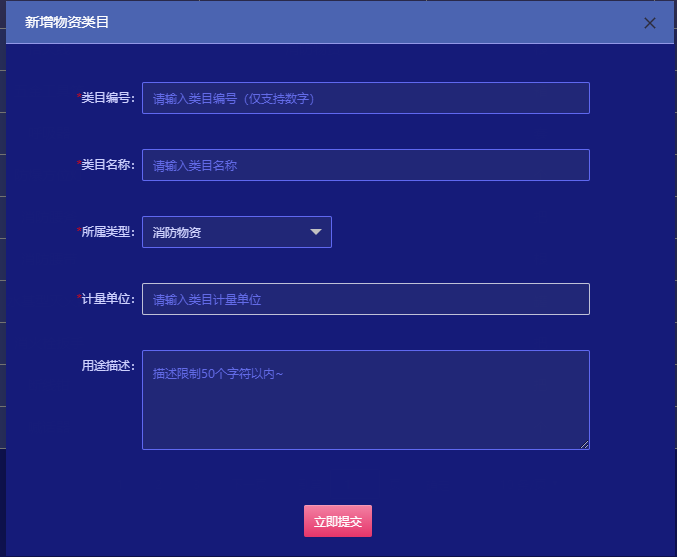 新增物资类目
*类目编号： 请输入类目编号（仅支持数字）
*类目名称： 请输入类目名称
*所属类型： 消防物资
*计量单位： 请输入类目计量单位
用途描述： 描述限制50个字符以内~
立即提交